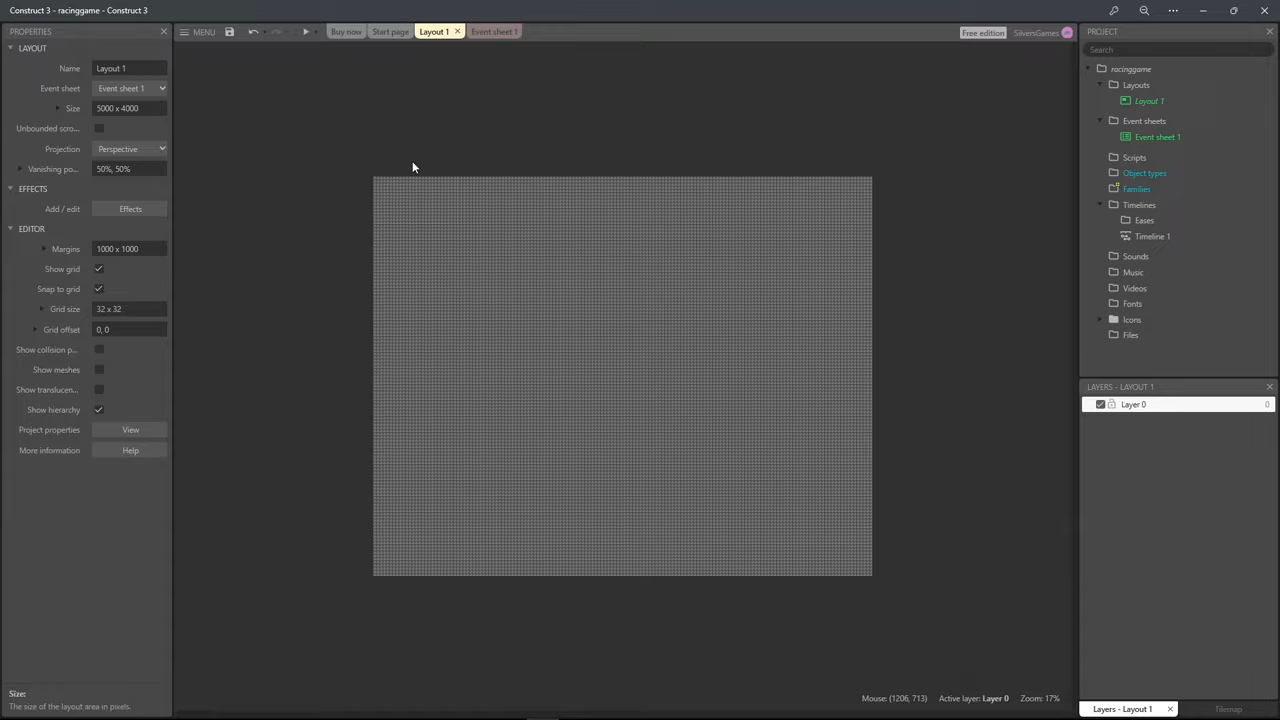 Construct 3 - racinggame - Construct 3
PROPERTIES
LAYOUT
Name Layout 1
Event sheet Event sheet 1
Size 5000 x 4000
Unbounded scro...
Projection Perspective
Vanishing po... 50%, 50%
EFFECTS
Add / edit Effects
EDITOR
Margins 1000 x 1000
Show grid
Snap to grid
Grid size 32 x 32
Grid offset 0, 0
Show collision p...
Show meshes
Show translucen...
Show hierarchy
Project properties View
More information Help
Size:
The size of the layout area in pixels.
MENU Buy now Start page Layout 1 Event sheet 1 Free edition SilversGames
Mouse: (1206, 713) Active layer: Layer 0 Zoom: 17%
PROJECT
Search
racinggame
Layouts
Layout 1
Event sheets
Event sheet 1
Scripts
Object types
Families
Timelines
Eases
Timeline 1
Sounds
Music
Videos
Fonts
Icons
Files
LAYERS - LAYOUT 1
Layer 0 0
Layers - Layout 1 Tilemap